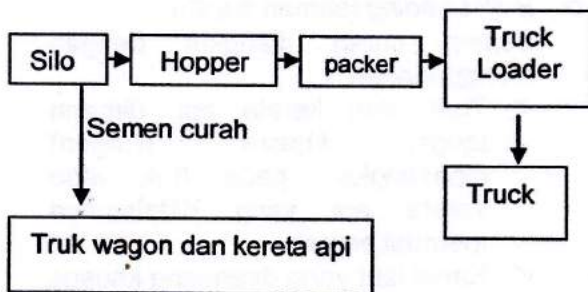 Silo
Hopper
packer
Truck
Loader
Semen curah
Truck
Truk wagon dan kereta api